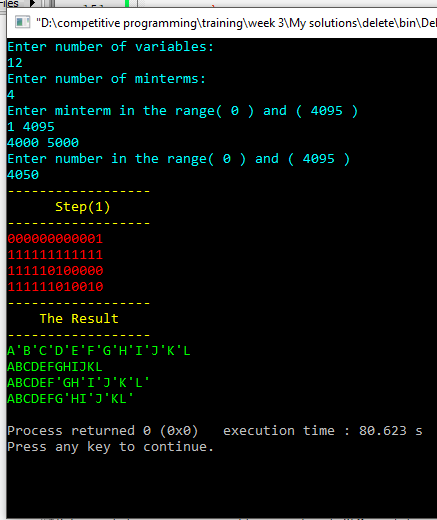 Files
"D:\competitive programming\training\week 3\My solutions\delete\bin\De
Enter number of variables:
12
Enter number of minterms:
4
Enter minterm in the range( 0 ) and ( 4095 )
1 4095
4000 5000
Enter number in the range( 0 ) and ( 4095 )
4050
------------------
Step(1)
------------------
000000000001
111111111111
111110100000
111111010010
------------------
The Result
------------------
A'B'C'D'E'F'G'H'I'J'K'L
ABCDEFGHIJKL
ABCDEF'GH'I'J'K'L'
ABCDEFG'HI'J'KL'
Process returned 0 (0x0)   execution time : 80.623 s
Press any key to continue.